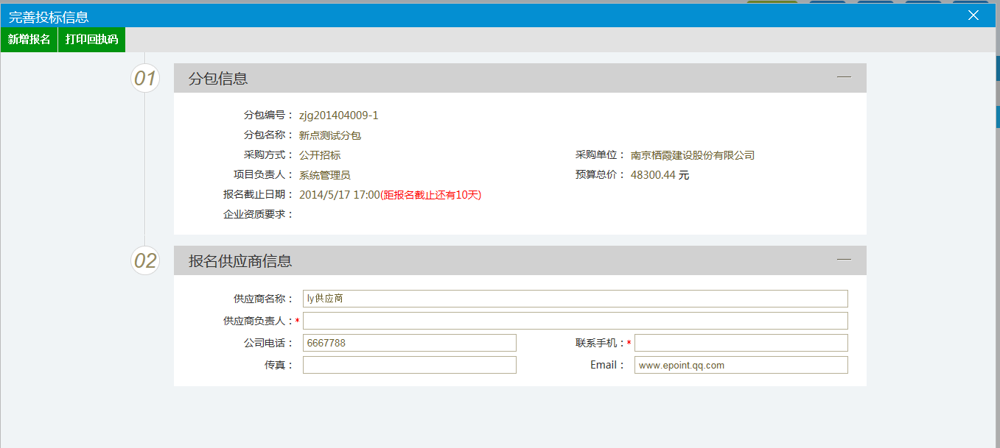 完善投标信息
新增报名 打印回执码
01 分包信息
分包编号： zjg201404009-1
分包名称： 新点测试分包
采购方式： 公开招标 采购单位： 南京栖霞建设股份有限公司
项目负责人： 系统管理员 预算总价： 48300.44 元
报名截止日期： 2014/5/17 17:00(距报名截止还有10天)
企业资质要求：
02 报名供应商信息
供应商名称： ly供应商
供应商负责人：*
公司电话： 6667788 联系手机：*
传真： Email： www.epoint.qq.com